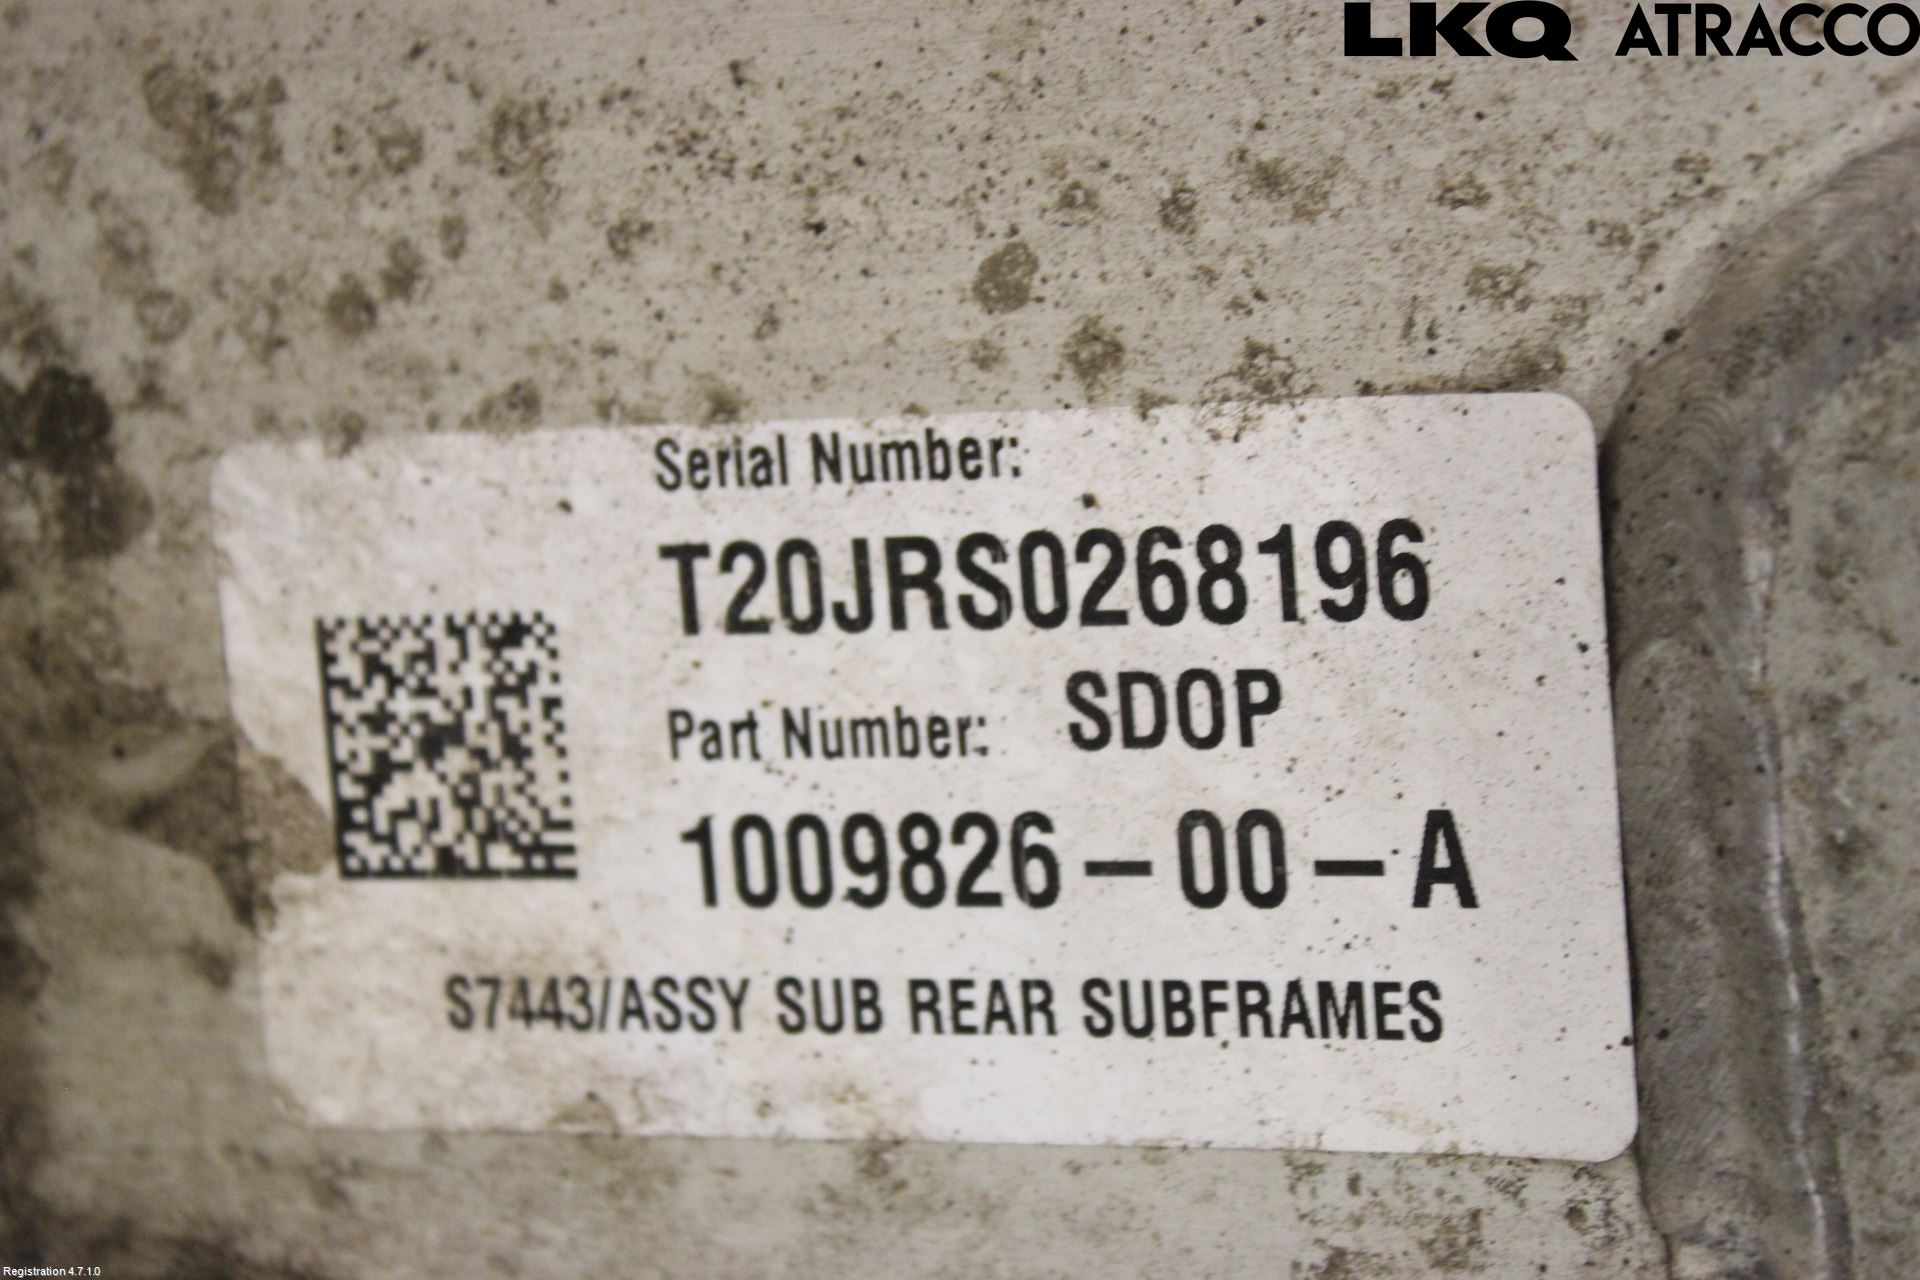 LKQ ATRACCO
Serial Number:
T20JRS0268196
Part Number: SDOP
1009826-00-A
S7443/ASSY SUB REAR SUBFRAMES
Registration 4.7.1.0